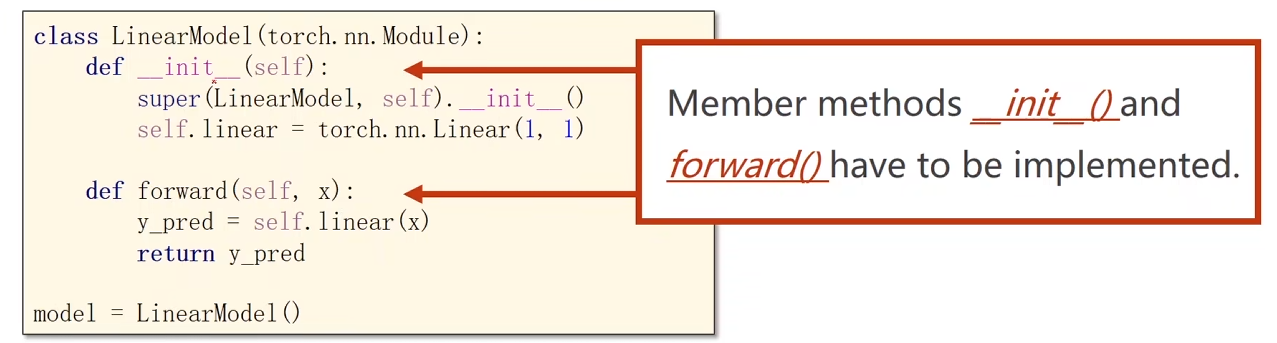 class LinearModel(torch.nn.Module):
    def __init__(self):
        super(LinearModel, self).__init__()
        self.linear = torch.nn.Linear(1, 1)
    def forward(self, x):
        y_pred = self.linear(x)
        return y_pred
model = LinearModel()
Member methods __init__() and
forward() have to be implemented.